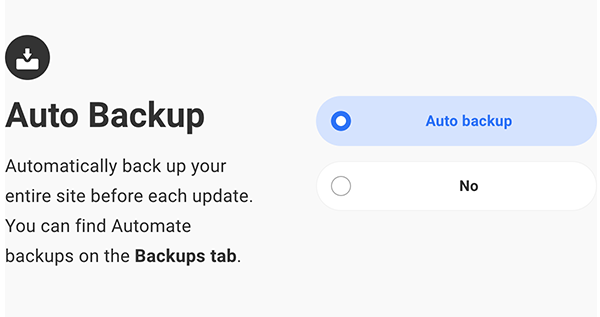 Auto Backup
Automatically back up your
entire site before each update.
You can find Automate
backups on the Backups tab.
Auto backup
No